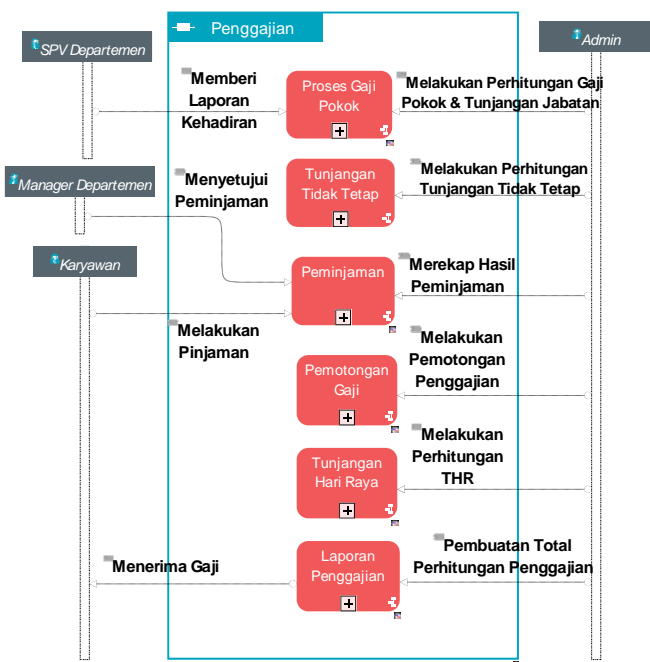 Penggajian
SPV Departemen
Admin
Memberi
Laporan
Kehadiran
Proses Gaji
Pokok
Melakukan Perhitungan Gaji
Pokok & Tunjangan Jabatan
Manager Departemen
Menyetujui
Peminjaman
Tunjangan
Tidak Tetap
Melakukan Perhitungan
Tunjangan Tidak Tetap
Karyawan
Peminjaman
Merekap Hasil
Peminjaman
Melakukan
Pinjaman
Pemotongan
Gaji
Melakukan
Pemotongan
Penggajian
Tunjangan
Hari Raya
Melakukan
Perhitungan
THR
Menerima Gaji
Laporan
Penggajian
Pembuatan Total
Perhitungan Penggajian